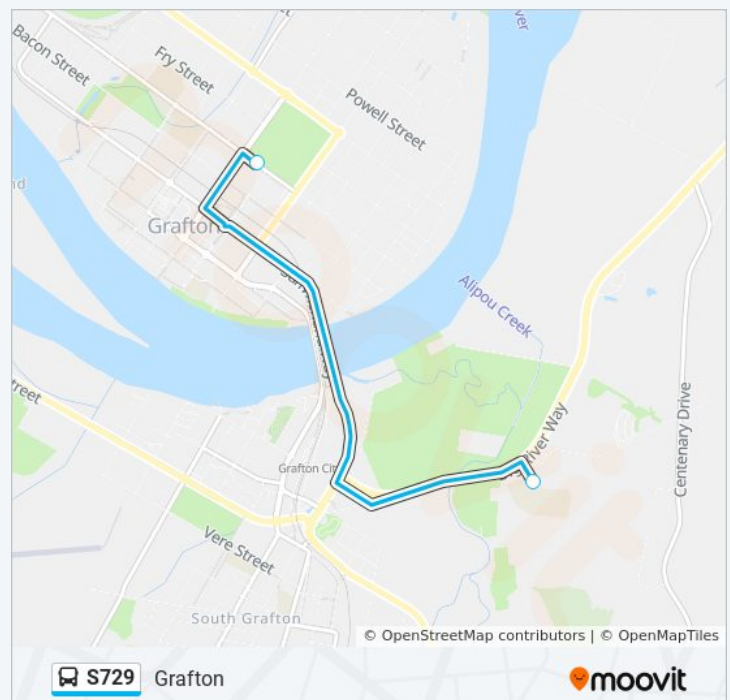 Bacon Street
Fry Street
Powell Street
Grafton
Alipou Creek
River Way
Centenary Drive
Grafton City
Vere Street
South Grafton
© OpenStreetMap contributors | © OpenMapTiles
S729 Grafton
moovit